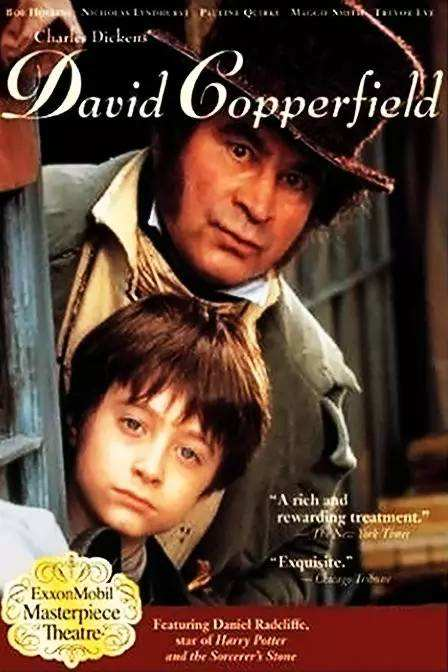 BOB HOSKINS NICHOLAS LYNDHURST PAULINE QUIRKE MAGGIE SMITH TREVOR EVE
Charles Dickens'
David Copperfield
"A rich and
rewarding treatment."
— The New York Times
"Exquisite."
— Chicago Tribune
ExxonMobil
Masterpiece
Theatre
Featuring Daniel Radcliffe,
star of Harry Potter
and the Sorcerer's Stone